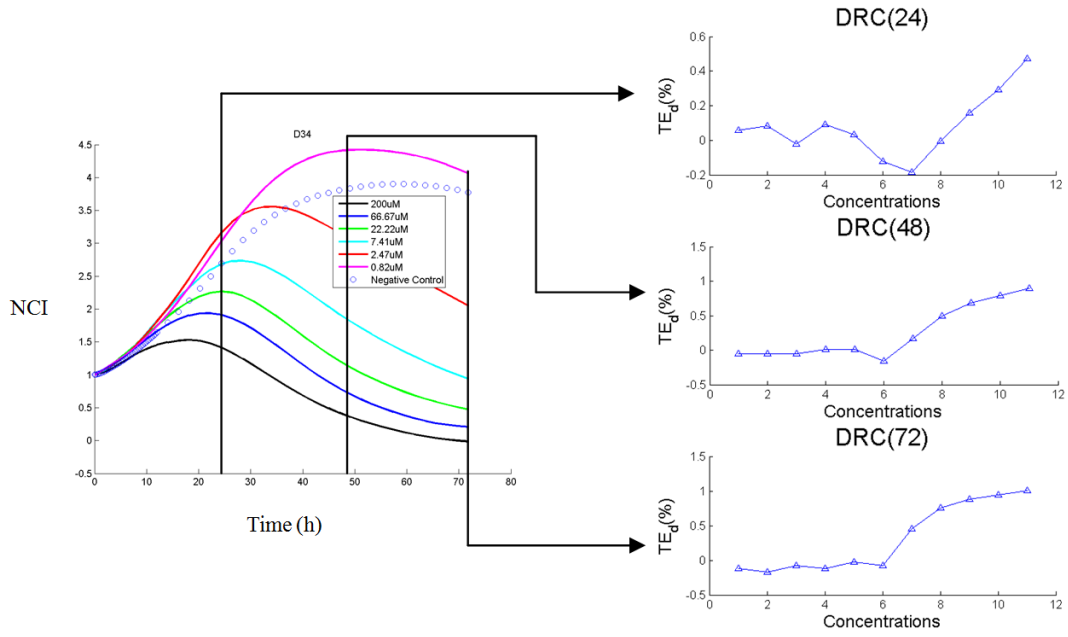 D34
NCI
4.5
4
3.5
3
2.5
2
1.5
1
0.5
0
-0.5
0 10 20 30 40 50 60 70 80
Time (h)
200uM
66.67uM
22.22uM
7.41uM
2.47uM
0.82uM
Negative Control
DRC(24)
TEd(%)
0.6
0.4
0.2
0
-0.2
0 2 4 6 8 10 12
Concentrations
DRC(48)
TEd(%)
1.5
1
0.5
0
-0.5
0 2 4 6 8 10 12
Concentrations
DRC(72)
TEd(%)
1.5
1
0.5
0
-0.5
0 2 4 6 8 10 12
Concentrations